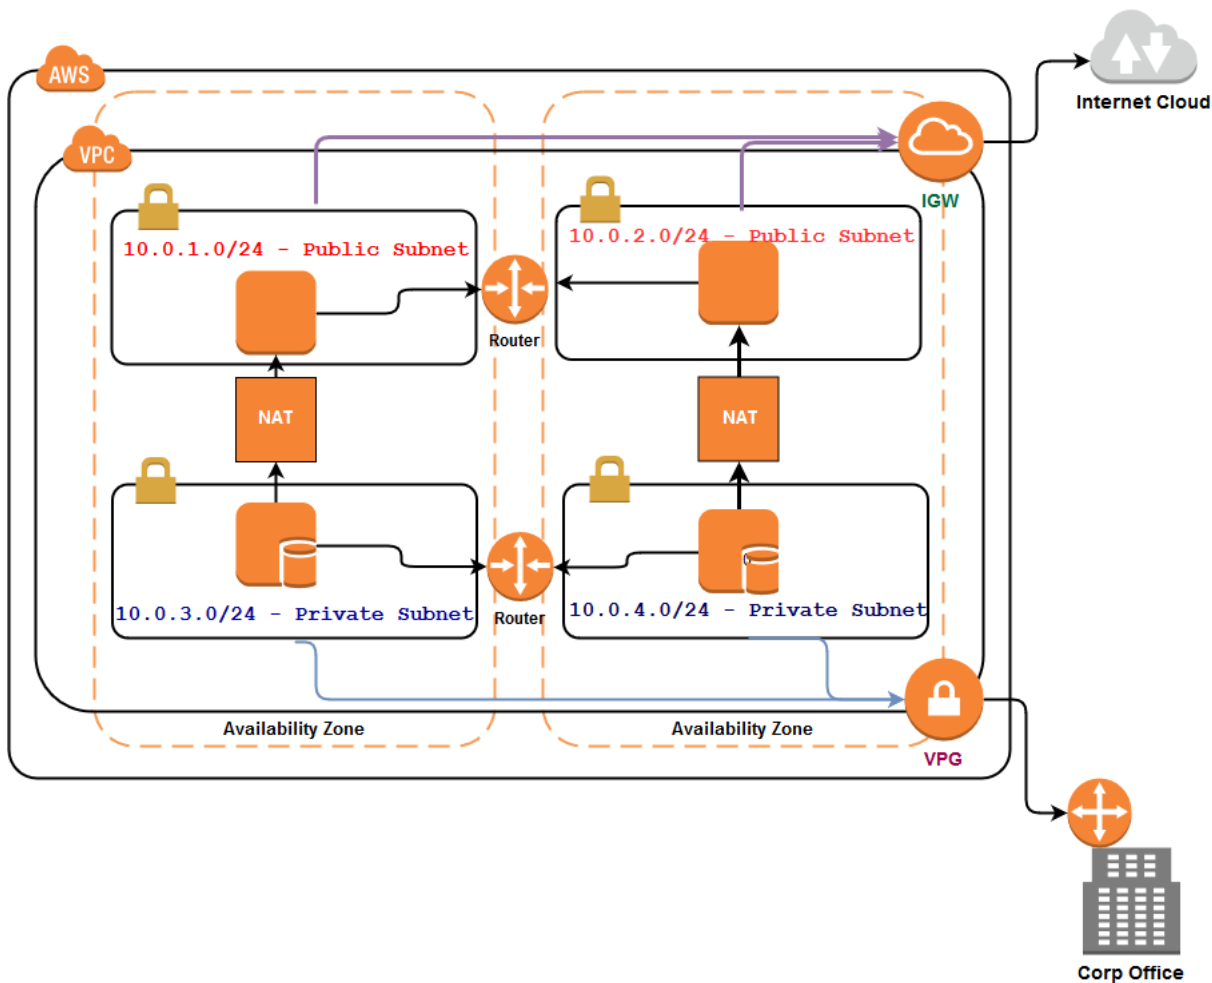 AWS
Internet Cloud
VPC
IGW
10.0.1.0/24 - Public Subnet
10.0.2.0/24 - Public Subnet
Router
NAT
NAT
10.0.3.0/24 - Private Subnet
Router
10.0.4.0/24 - Private Subnet
Availability Zone
Availability Zone
VPG
Corp Office